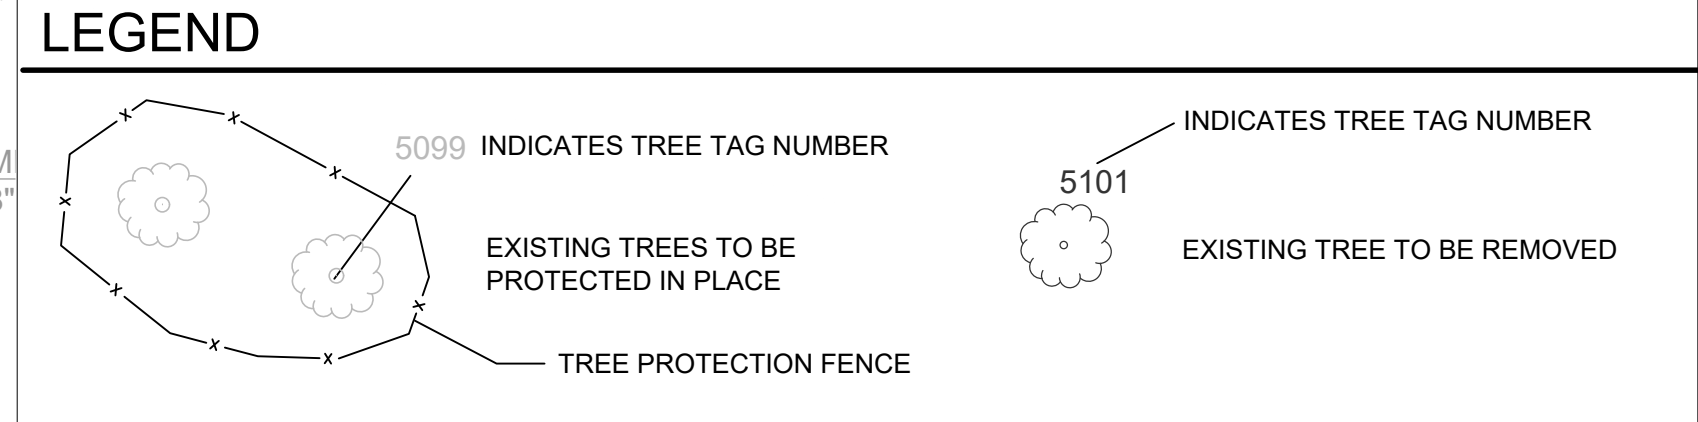 LEGEND
5099 INDICATES TREE TAG NUMBER
EXISTING TREES TO BE
PROTECTED IN PLACE
TREE PROTECTION FENCE
INDICATES TREE TAG NUMBER
5101
EXISTING TREE TO BE REMOVED